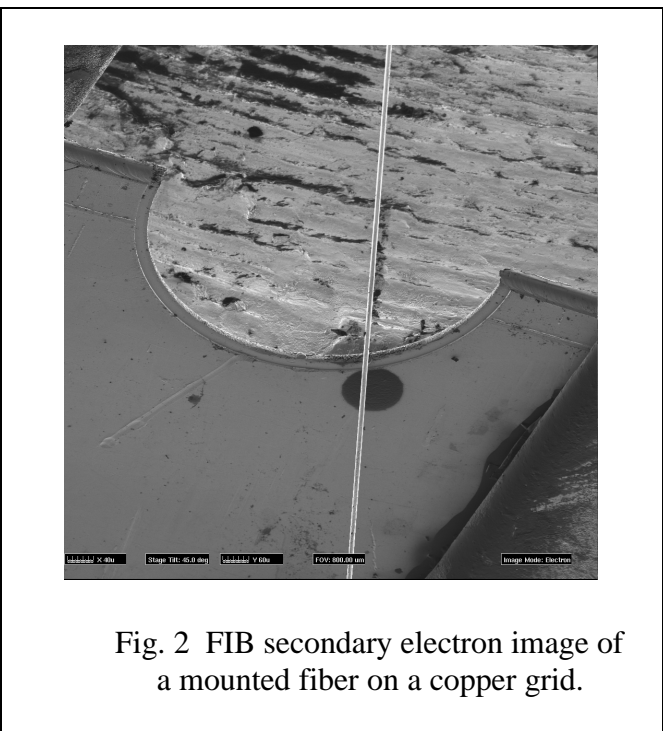 X 40u Stage Tilt: 45.0 deg Y 60u FOV: 800.00 um Image Mode: Electron
Fig. 2 FIB secondary electron image of
a mounted fiber on a copper grid.